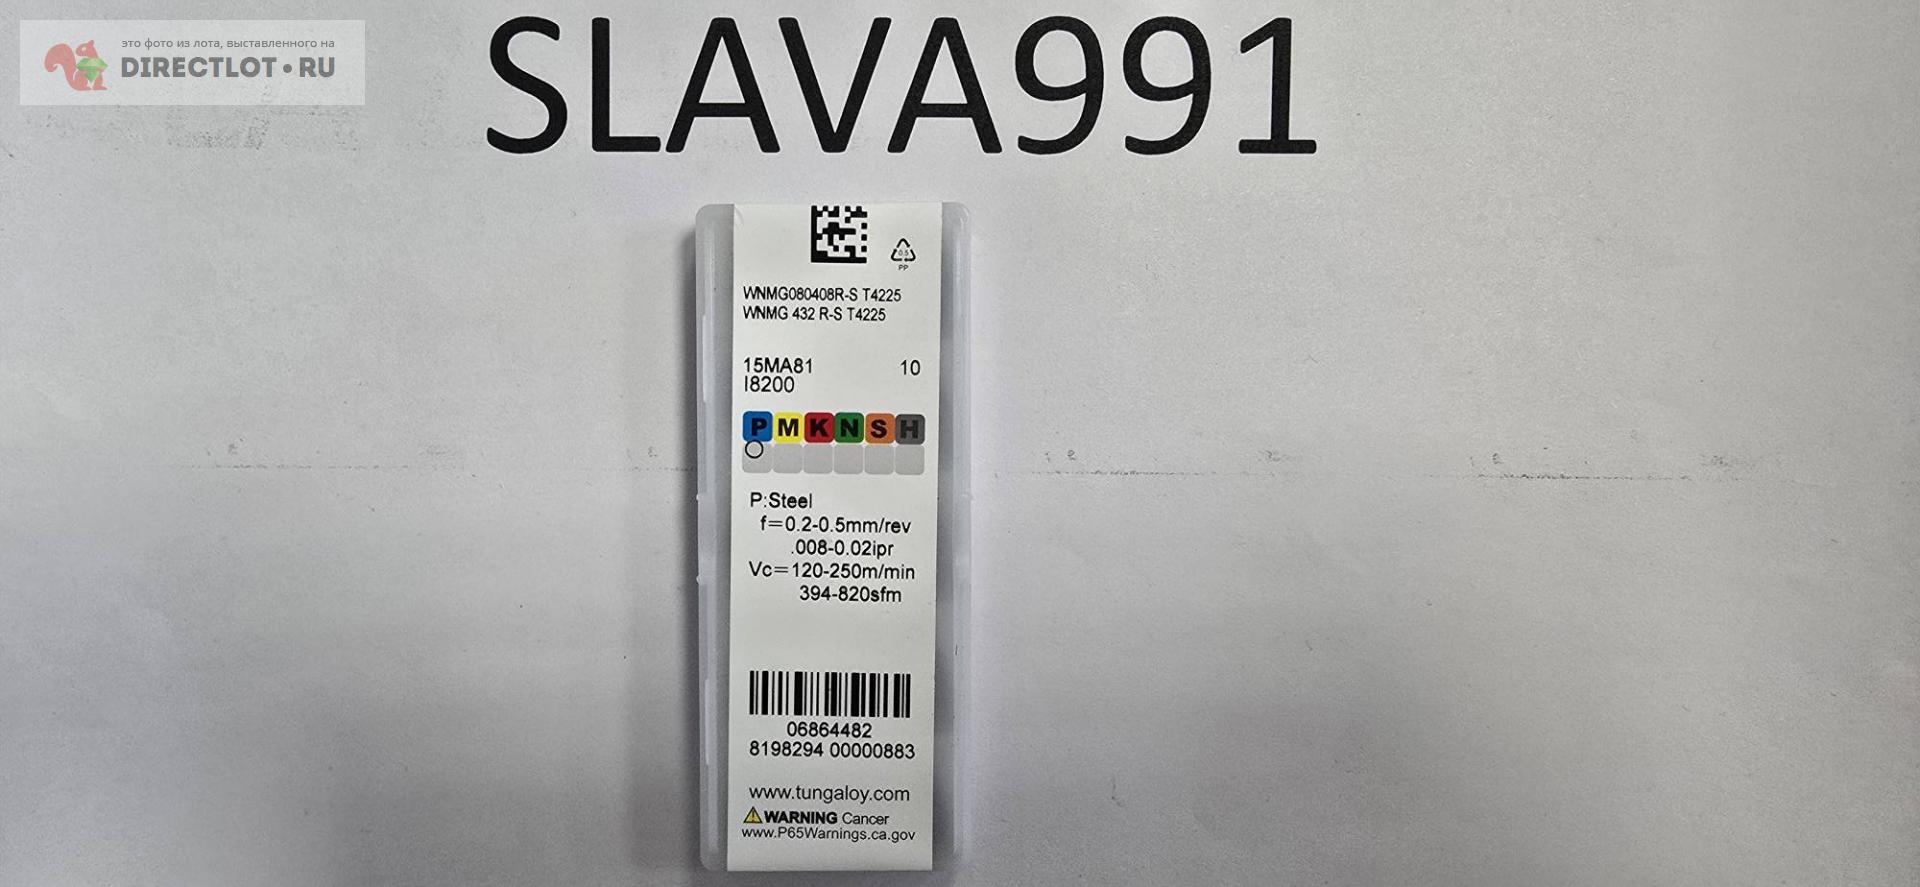 это фото из лота, выставленного на
DIRECTLOT•RU
SLAVA991
0.5
PP
WNMG080408R-S T4225
WNMG 432 R-S T4225
15MA81 10
I8200
P M K N S H
P:Steel
f=0.2-0.5mm/rev
.008-0.02ipr
Vc=120-250m/min
394-820sfm
06864482
8198294 00000883
www.tungaloy.com
WARNING Cancer
www.P65Warnings.ca.gov